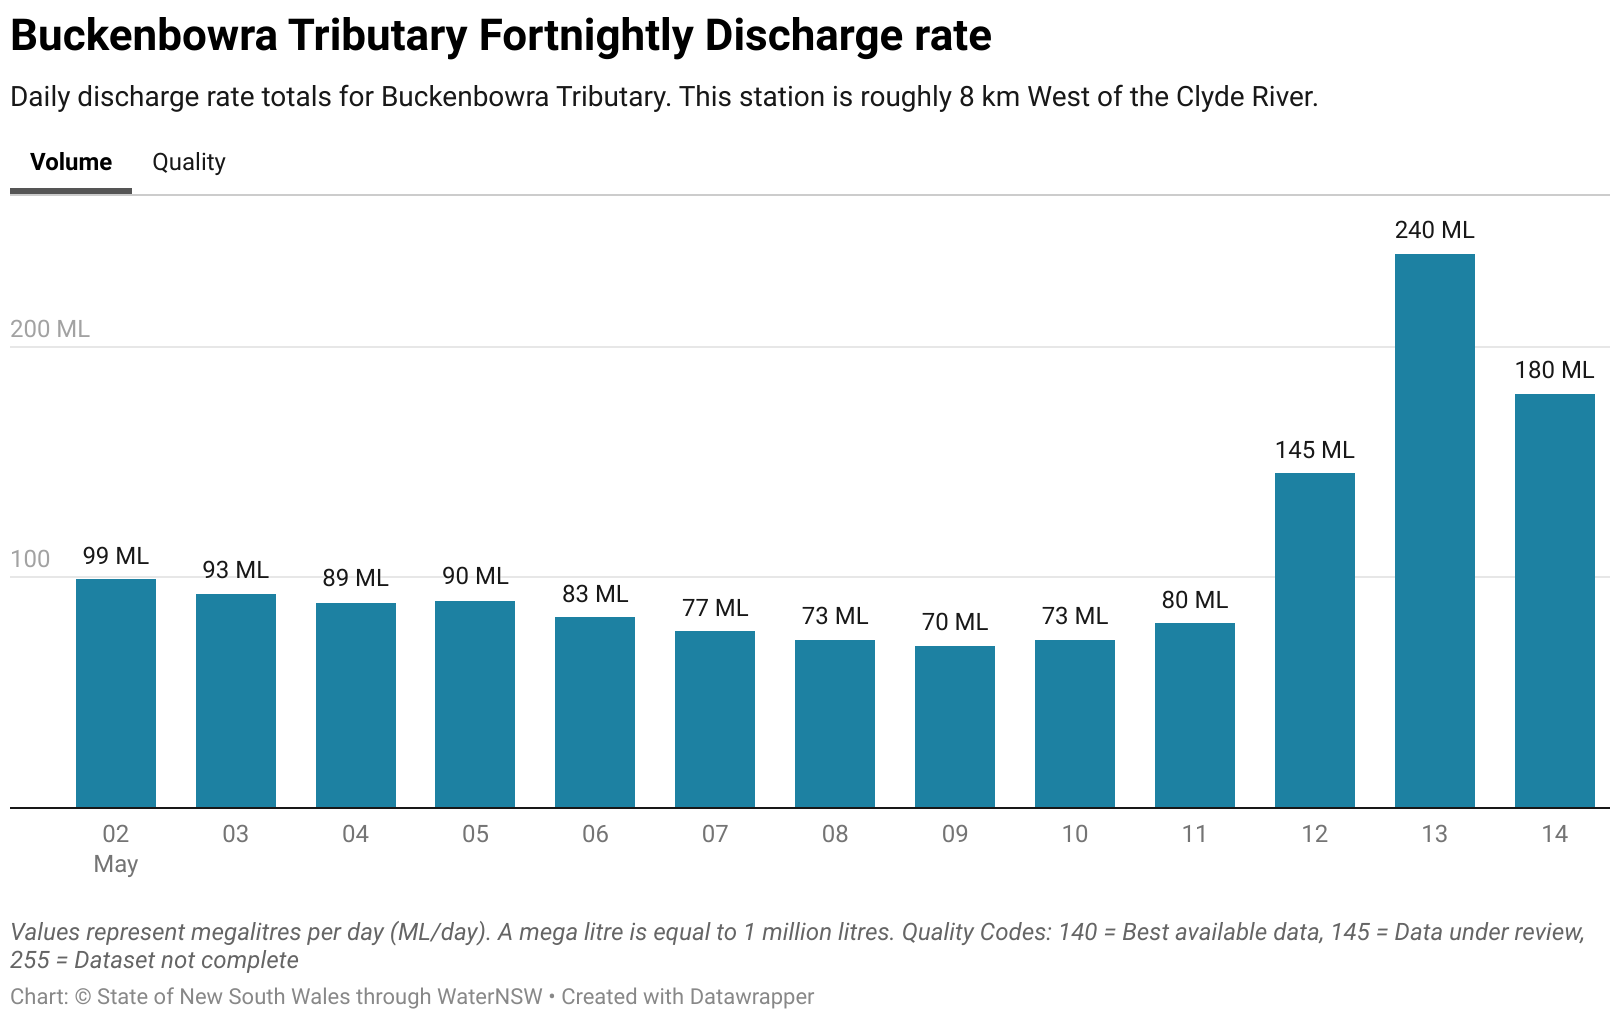 Buckenbowra Tributary Fortnightly Discharge rate
Daily discharge rate totals for Buckenbowra Tributary. This station is roughly 8 km West of the Clyde River.
Volume Quality
240 ML
200 ML
180 ML
145 ML
100
99 ML
93 ML
89 ML
90 ML
83 ML
77 ML
73 ML
70 ML
73 ML
80 ML
02 03 04 05 06 07 08 09 10 11 12 13 14
May
Values represent megalitres per day (ML/day). A mega litre is equal to 1 million litres. Quality Codes: 140 = Best available data, 145 = Data under review,
255 = Dataset not complete
Chart: © State of New South Wales through WaterNSW • Created with Datawrapper